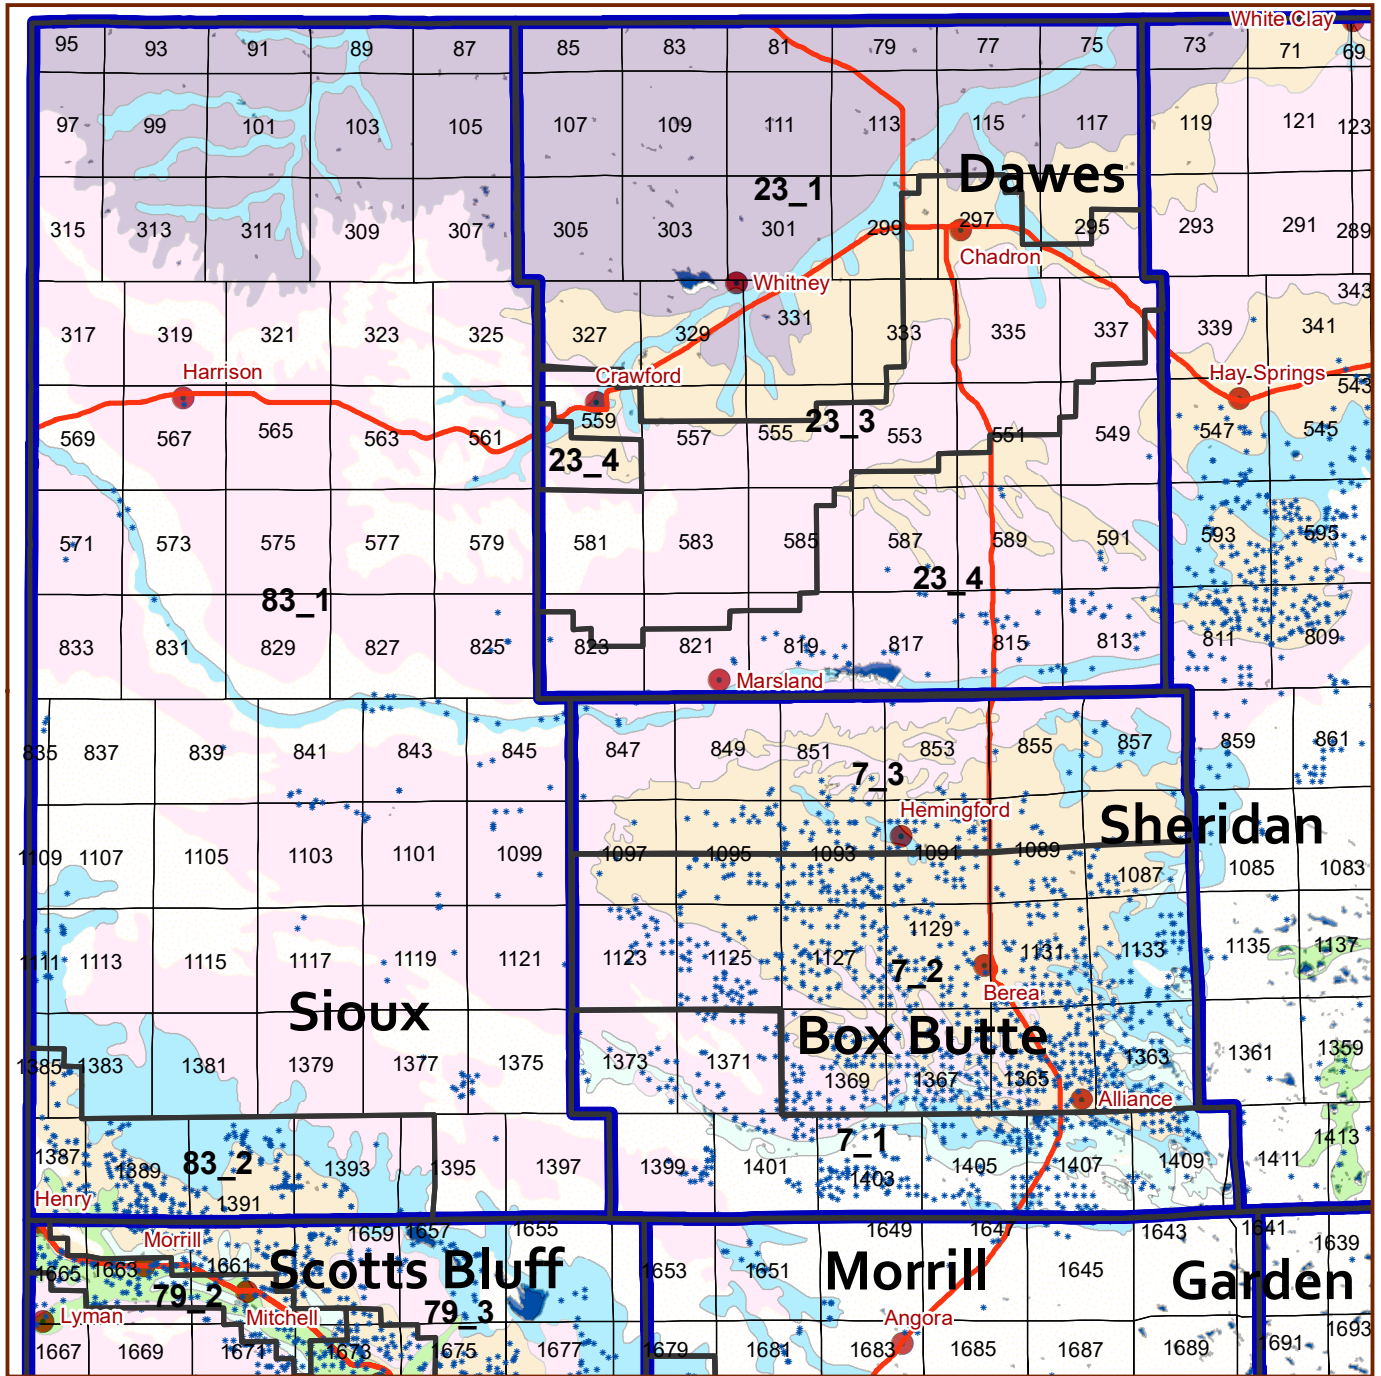 White Clay
95 93 91 89 87 85 83 81 79 77 75 73 71 69
97 99 101 103 105 107 109 111 113 115 117 119 121 123
Dawes
23_1
315 313 311 309 307 305 303 301 299 297 295 293 291 289
Chadron
Whitney
343
317 319 321 323 325 327 329 331 333 335 337 339 341
Harrison
Crawford
Hay Springs
543
569 567 565 563 561 559 557 555 23_3 553 551 549 547 545
23_4
571 573 575 577 579 581 583 585 587 589 591 593 595
23_4
83_1
833 831 829 827 825 823 821 819 817 815 813 811 809
Marsland
835 837 839 841 843 845 847 849 851 853 855 857 859 861
7_3
Hemingford
Sheridan
1109 1107 1105 1103 1101 1099 1097 1095 1093 1091 1089 1087 1085 1083
1129
1111 1113 1115 1117 1119 1121 1123 1125 1127 1131 1133 1135 1137
7_2
Berea
Sioux
Box Butte
1385 1383 1381 1379 1377 1375 1373 1371 1369 1367 1365 1363 1361 1359
Alliance
1413
7_1
1387 1389 83_2 1393 1395 1397 1399 1401 1403 1405 1407 1409 1411
Henry
1391
1659 1657 1655 1649 1647 1643 1641 1639
Morrill
1665 1663 1661 Scotts Bluff 1653 1651 Morrill 1645 Garden
79_2
79_3
Lyman
Mitchell
Angora
1667 1669 1671 1673 1675 1677 1679 1681 1683 1685 1687 1689 1691 1693